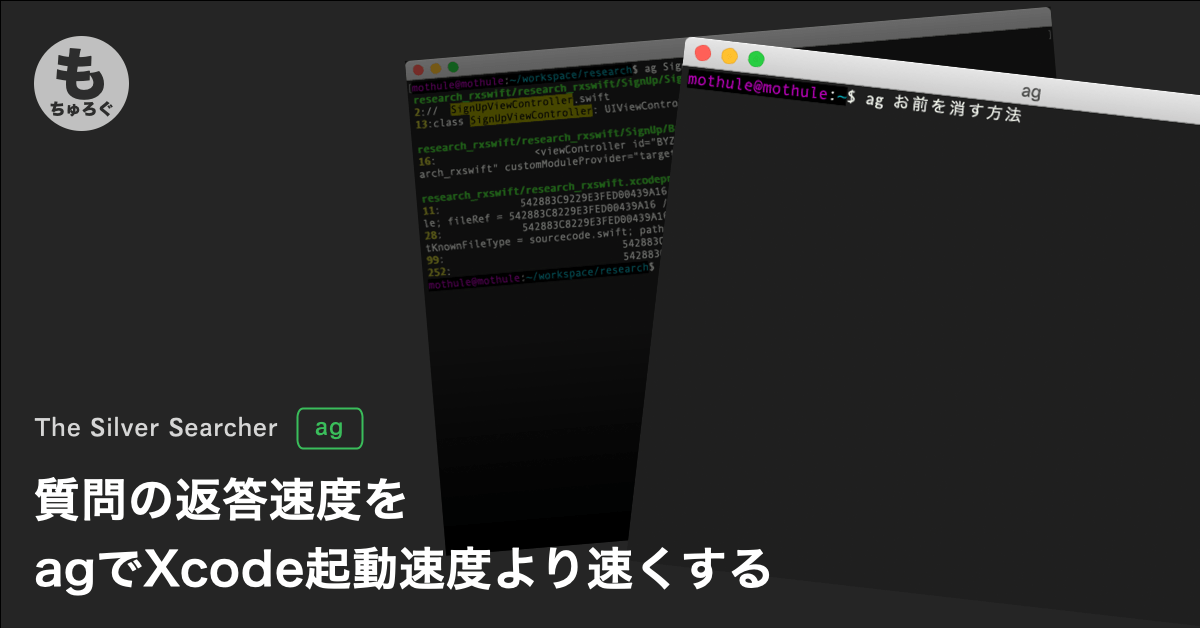 も
ちゅろぐ
mothule@mothule:~/workspace/research$ ag Sig
research_rxswift/research_rxswift/SignUp/Sig
2:// SignUpViewController.swift
13:class SignUpViewController: UIViewContro
research_rxswift/research_rxswift/SignUp/B
16: <viewController id="BYZ
arch_rxswift" customModuleProvider="targe
research_rxswift/research_rxswift.xcodepr
11: 542883C9229E3FED00439A16
le; fileRef = 542883C8229E3FED00439A16 /
28: 542883C8229E3FED00439A16
tKnownFileType = sourcecode.swift; path
99: 542883C
252: 542883
mothule@mothule:~/workspace/research$
ag
mothule@mothule:~$ ag お前を消す方法
The Silver Searcher ag
質問の返答速度を
agでXcode起動速度より速くする